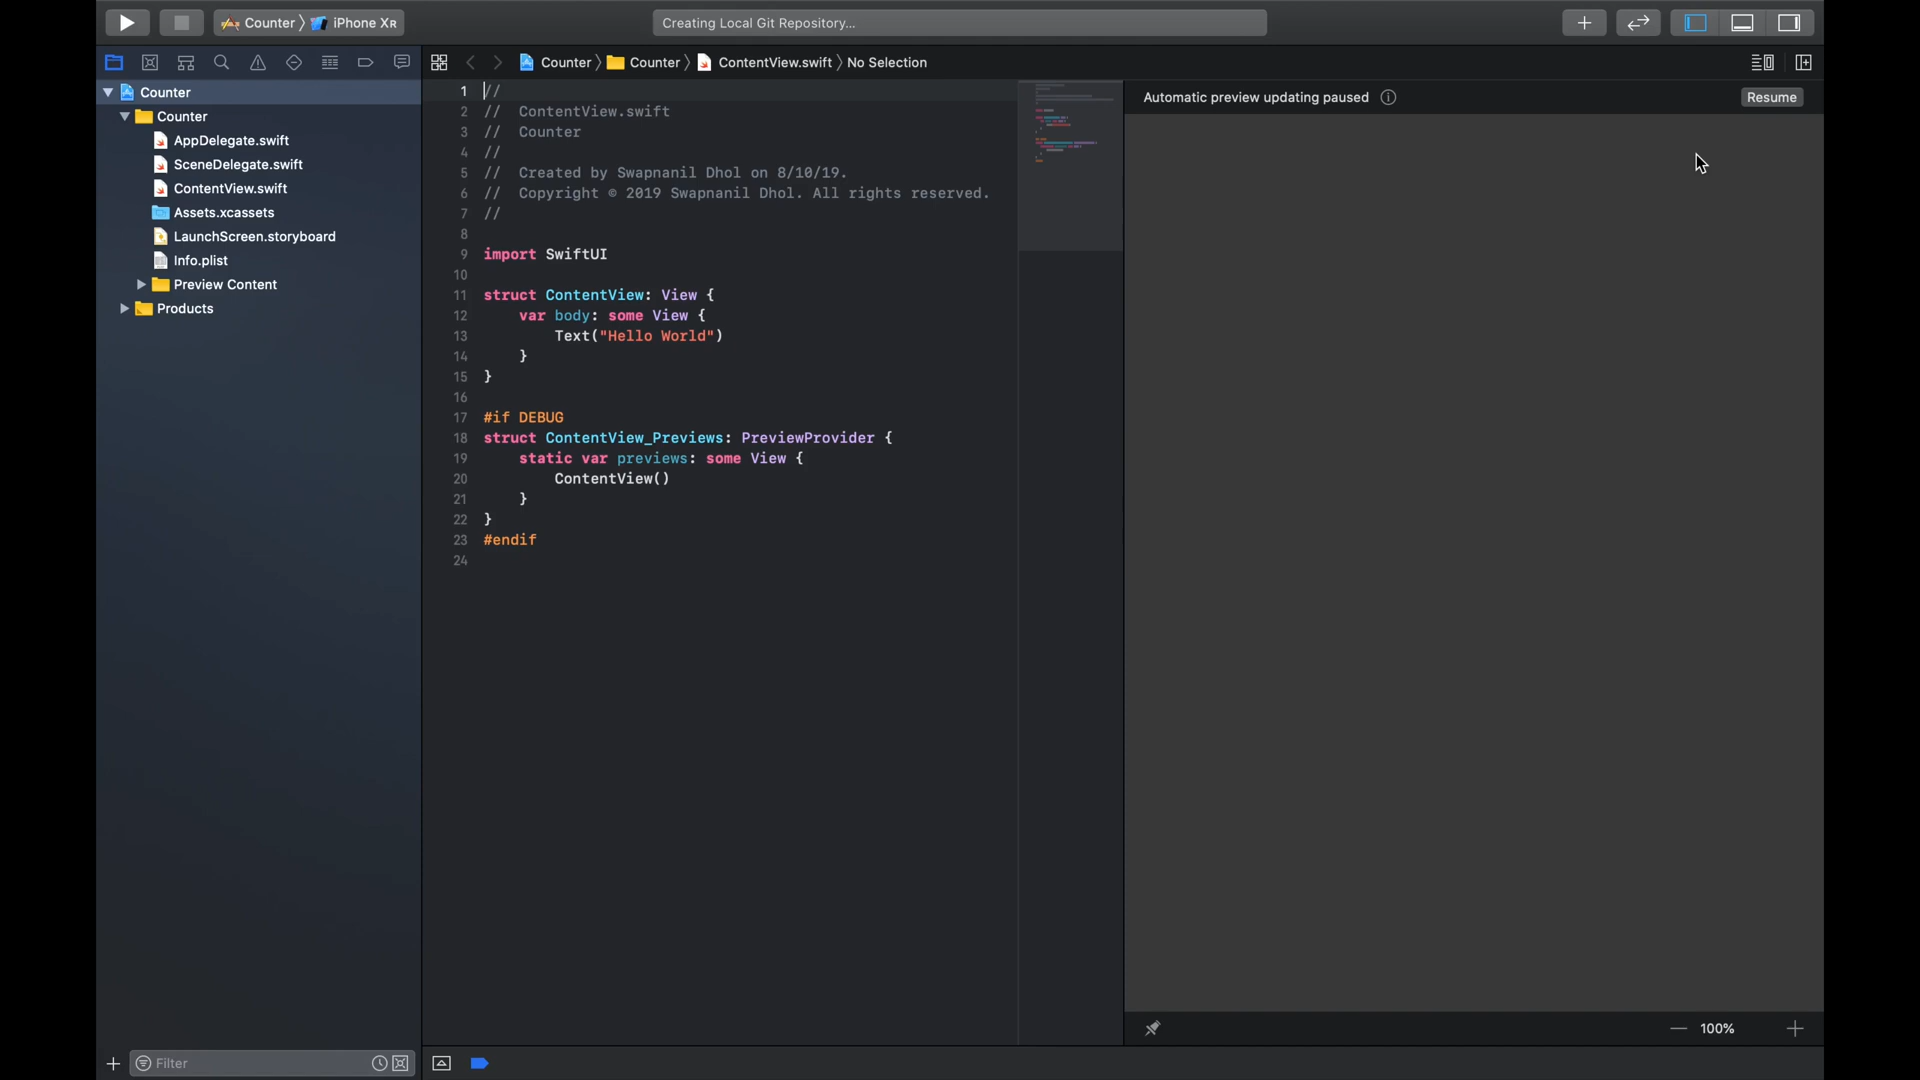 Counter › iPhone XR
Creating Local Git Repository...
Counter › Counter › ContentView.swift › No Selection
Counter
Counter
AppDelegate.swift
SceneDelegate.swift
ContentView.swift
Assets.xcassets
LaunchScreen.storyboard
Info.plist
Preview Content
Products
Filter
1 //
2 //  ContentView.swift
3 //  Counter
4 //
5 //  Created by Swapnanil Dhol on 8/10/19.
6 //  Copyright © 2019 Swapnanil Dhol. All rights reserved.
7 //
8
9 import SwiftUI
10
11 struct ContentView: View {
12     var body: some View {
13         Text("Hello World")
14     }
15 }
16
17 #if DEBUG
18 struct ContentView_Previews: PreviewProvider {
19     static var previews: some View {
20         ContentView()
21     }
22 }
23 #endif
24
Automatic preview updating paused
Resume
100%